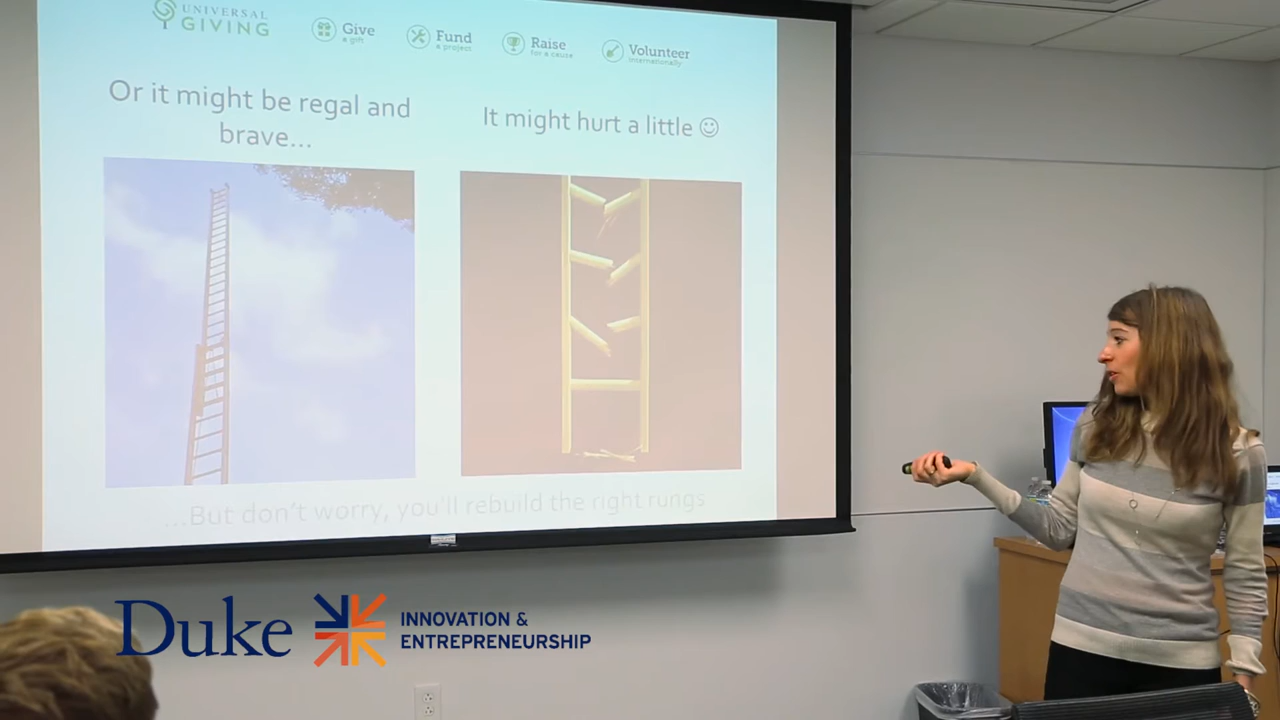 UNIVERSAL
GIVING
Give
a gift
Fund
a project
Raise
for a cause
Volunteer
internationally
Or it might be regal and
brave...
It might hurt a little ☺
...But don't worry, you'll rebuild the right rungs
Duke
INNOVATION &
ENTREPRENEURSHIP